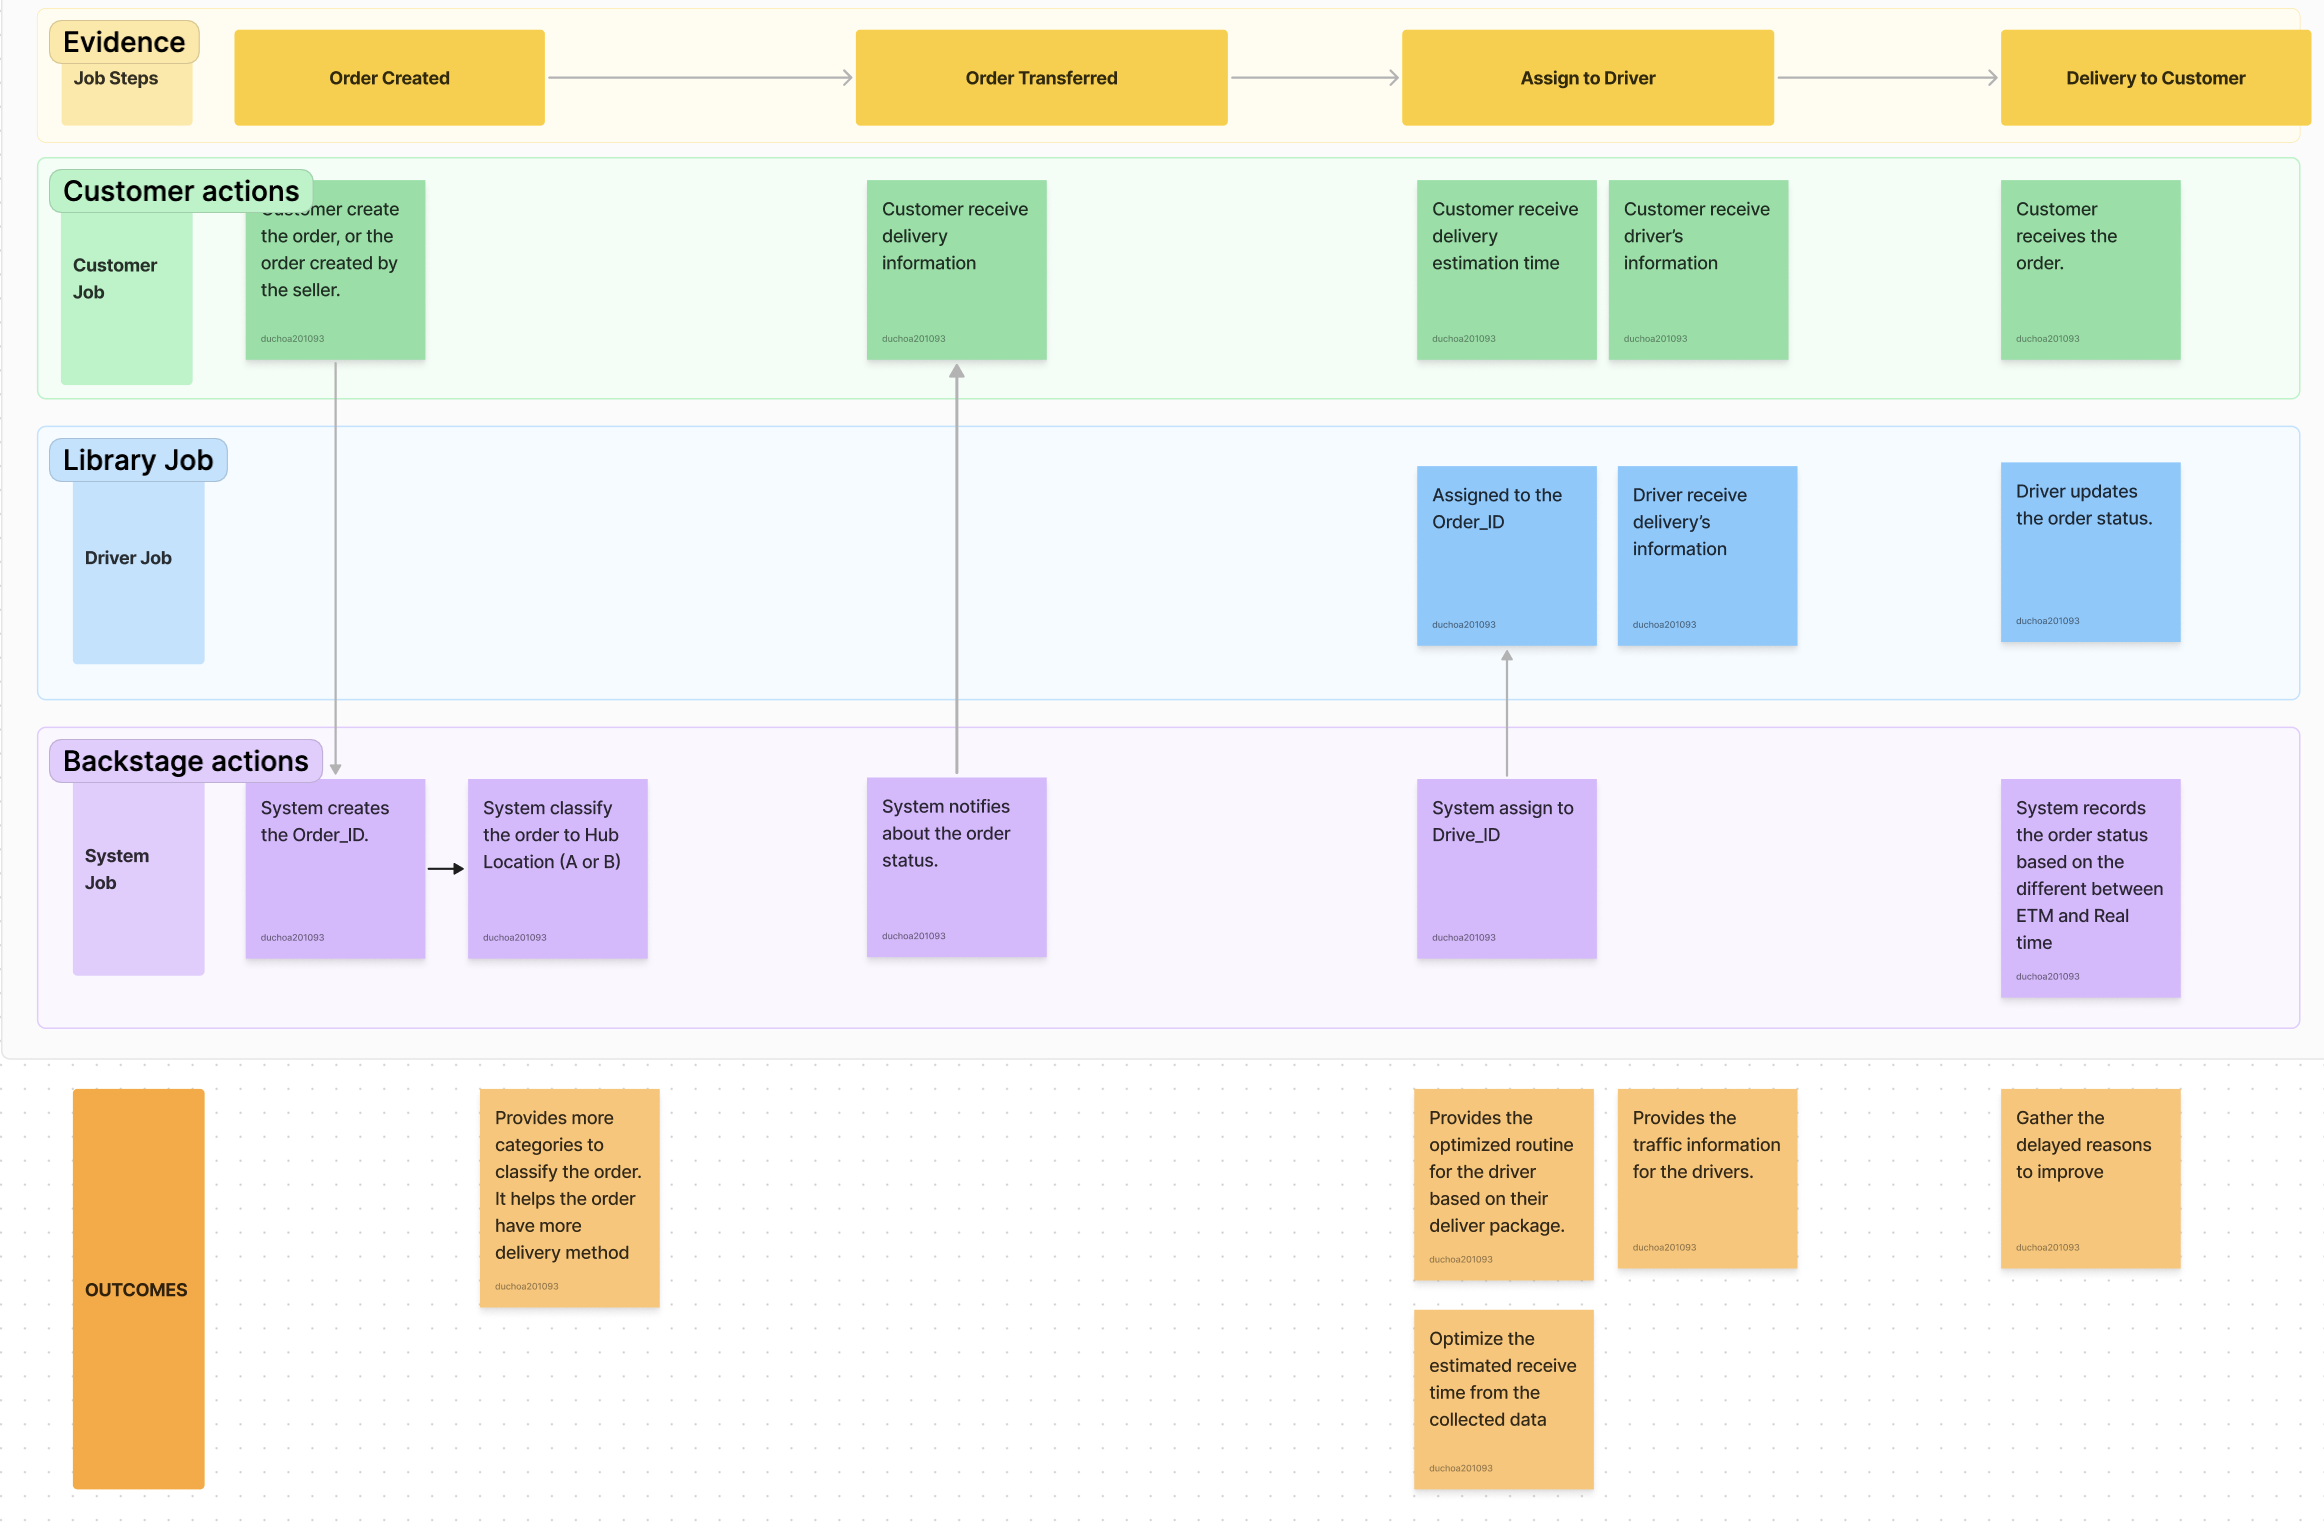 Evidence
Job Steps
Order Created
Order Transferred
Assign to Driver
Delivery to Customer
Customer actions
Customer
Job
Customer create
the order, or the
order created by
the seller.
duchoa201093
Customer receive
delivery
information
duchoa201093
Customer receive
delivery
estimation time
duchoa201093
Customer receive
driver’s
information
duchoa201093
Customer
receives the
order.
duchoa201093
Library Job
Driver Job
Assigned to the
Order_ID
duchoa201093
Driver receive
delivery’s
information
duchoa201093
Driver updates
the order status.
duchoa201093
Backstage actions
System
Job
System creates
the Order_ID.
duchoa201093
System classify
the order to Hub
Location (A or B)
duchoa201093
System notifies
about the order
status.
duchoa201093
System assign to
Drive_ID
duchoa201093
System records
the order status
based on the
different between
ETM and Real
time
duchoa201093
OUTCOMES
Provides more
categories to
classify the order.
It helps the order
have more
delivery method
duchoa201093
Provides the
optimized routine
for the driver
based on their
deliver package.
duchoa201093
Provides the
traffic information
for the drivers.
duchoa201093
Gather the
delayed reasons
to improve
duchoa201093
Optimize the
estimated receive
time from the
collected data
duchoa201093